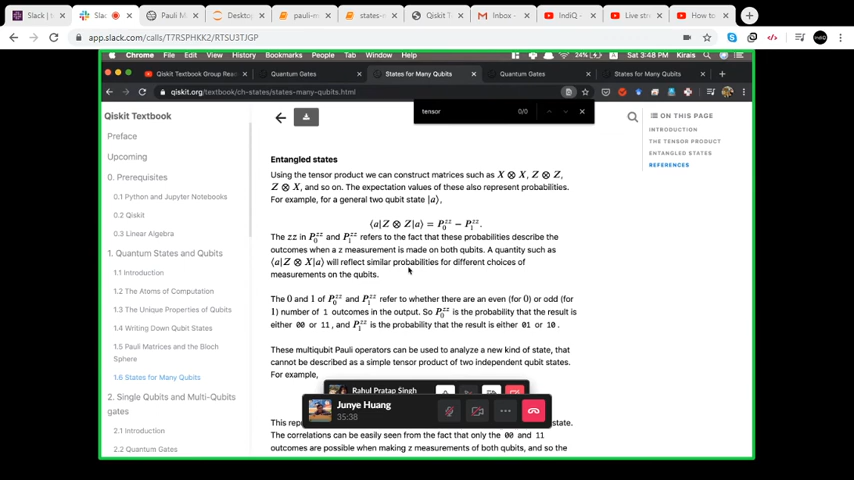 Slack | t
Slac
Pauli M
Desktop
pauli-m
states-m
Qiskit T
Inbox -
IndiQ -
Live stre
How to
app.slack.com/calls/T7RSPHKK2/RTSU3TJGP
Chrome File Edit View History Bookmarks People Tab Window Help
24% Sat 3:48 PM Kirais
Qiskit Textbook Group Rea
Quantum Gates
States for Many Qubits
Quantum Gates
States for Many Qubits
qiskit.org/textbook/ch-states/states-many-qubits.html
tensor 0/0
Qiskit Textbook
Preface
Upcoming
0. Prerequisites
0.1 Python and Jupyter Notebooks
0.2 Qiskit
0.3 Linear Algebra
1. Quantum States and Qubits
1.1 Introduction
1.2 The Atoms of Computation
1.3 The Unique Properties of Qubits
1.4 Writing Down Qubit States
1.5 Pauli Matrices and the Bloch
Sphere
1.6 States for Many Qubits
2. Single Qubits and Multi-Qubits
gates
2.1 Introduction
2.2 Quantum Gates
Entangled states
Using the tensor product we can construct matrices such as X ⊗ X, Z ⊗ Z,
Z ⊗ X, and so on. The expectation values of these also represent probabilities.
For example, for a general two qubit state |a⟩,
⟨a|Z ⊗ Z|a⟩ = P₀ᶻᶻ − P₁ᶻᶻ.
The zz in P₀ᶻᶻ and P₁ᶻᶻ refers to the fact that these probabilities describe the
outcomes when a z measurement is made on both qubits. A quantity such as
⟨a|Z ⊗ X|a⟩ will reflect similar probabilities for different choices of
measurements on the qubits.
The 0 and 1 of P₀ᶻᶻ and P₁ᶻᶻ refer to whether there are an even (for 0) or odd (for
1) number of 1 outcomes in the output. So P₀ᶻᶻ is the probability that the result is
either 00 or 11, and P₁ᶻᶻ is the probability that the result is either 01 or 10.
These multiqubit Pauli operators can be used to analyze a new kind of state, that
cannot be described as a simple tensor product of two independent qubit states.
For example,
Rahul Pratap Singh
Junye Huang
35:38
This repr
state.
The correlations can be easily seen from the fact that only the 00 and 11
outcomes are possible when making z measurements of both qubits, and so the
ON THIS PAGE
INTRODUCTION
THE TENSOR PRODUCT
ENTANGLED STATES
REFERENCES